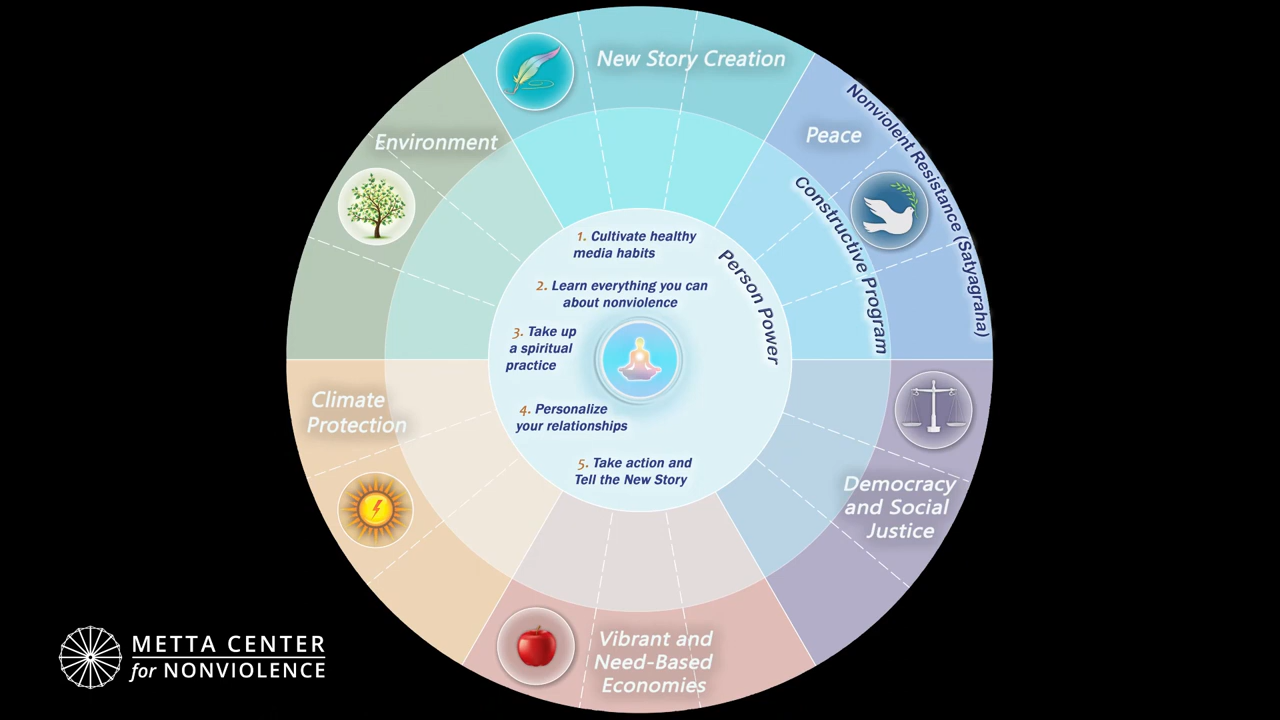 New Story Creation
Nonviolent Resistance (Satyagraha)
Peace
Constructive Program
Environment
Person Power
1. Cultivate healthy
media habits
2. Learn everything you can
about nonviolence
3. Take up
a spiritual
practice
4. Personalize
your relationships
5. Take action and
Tell the New Story
Climate
Protection
Democracy
and Social
Justice
Vibrant and
Need-Based
Economies
METTA CENTER
for NONVIOLENCE